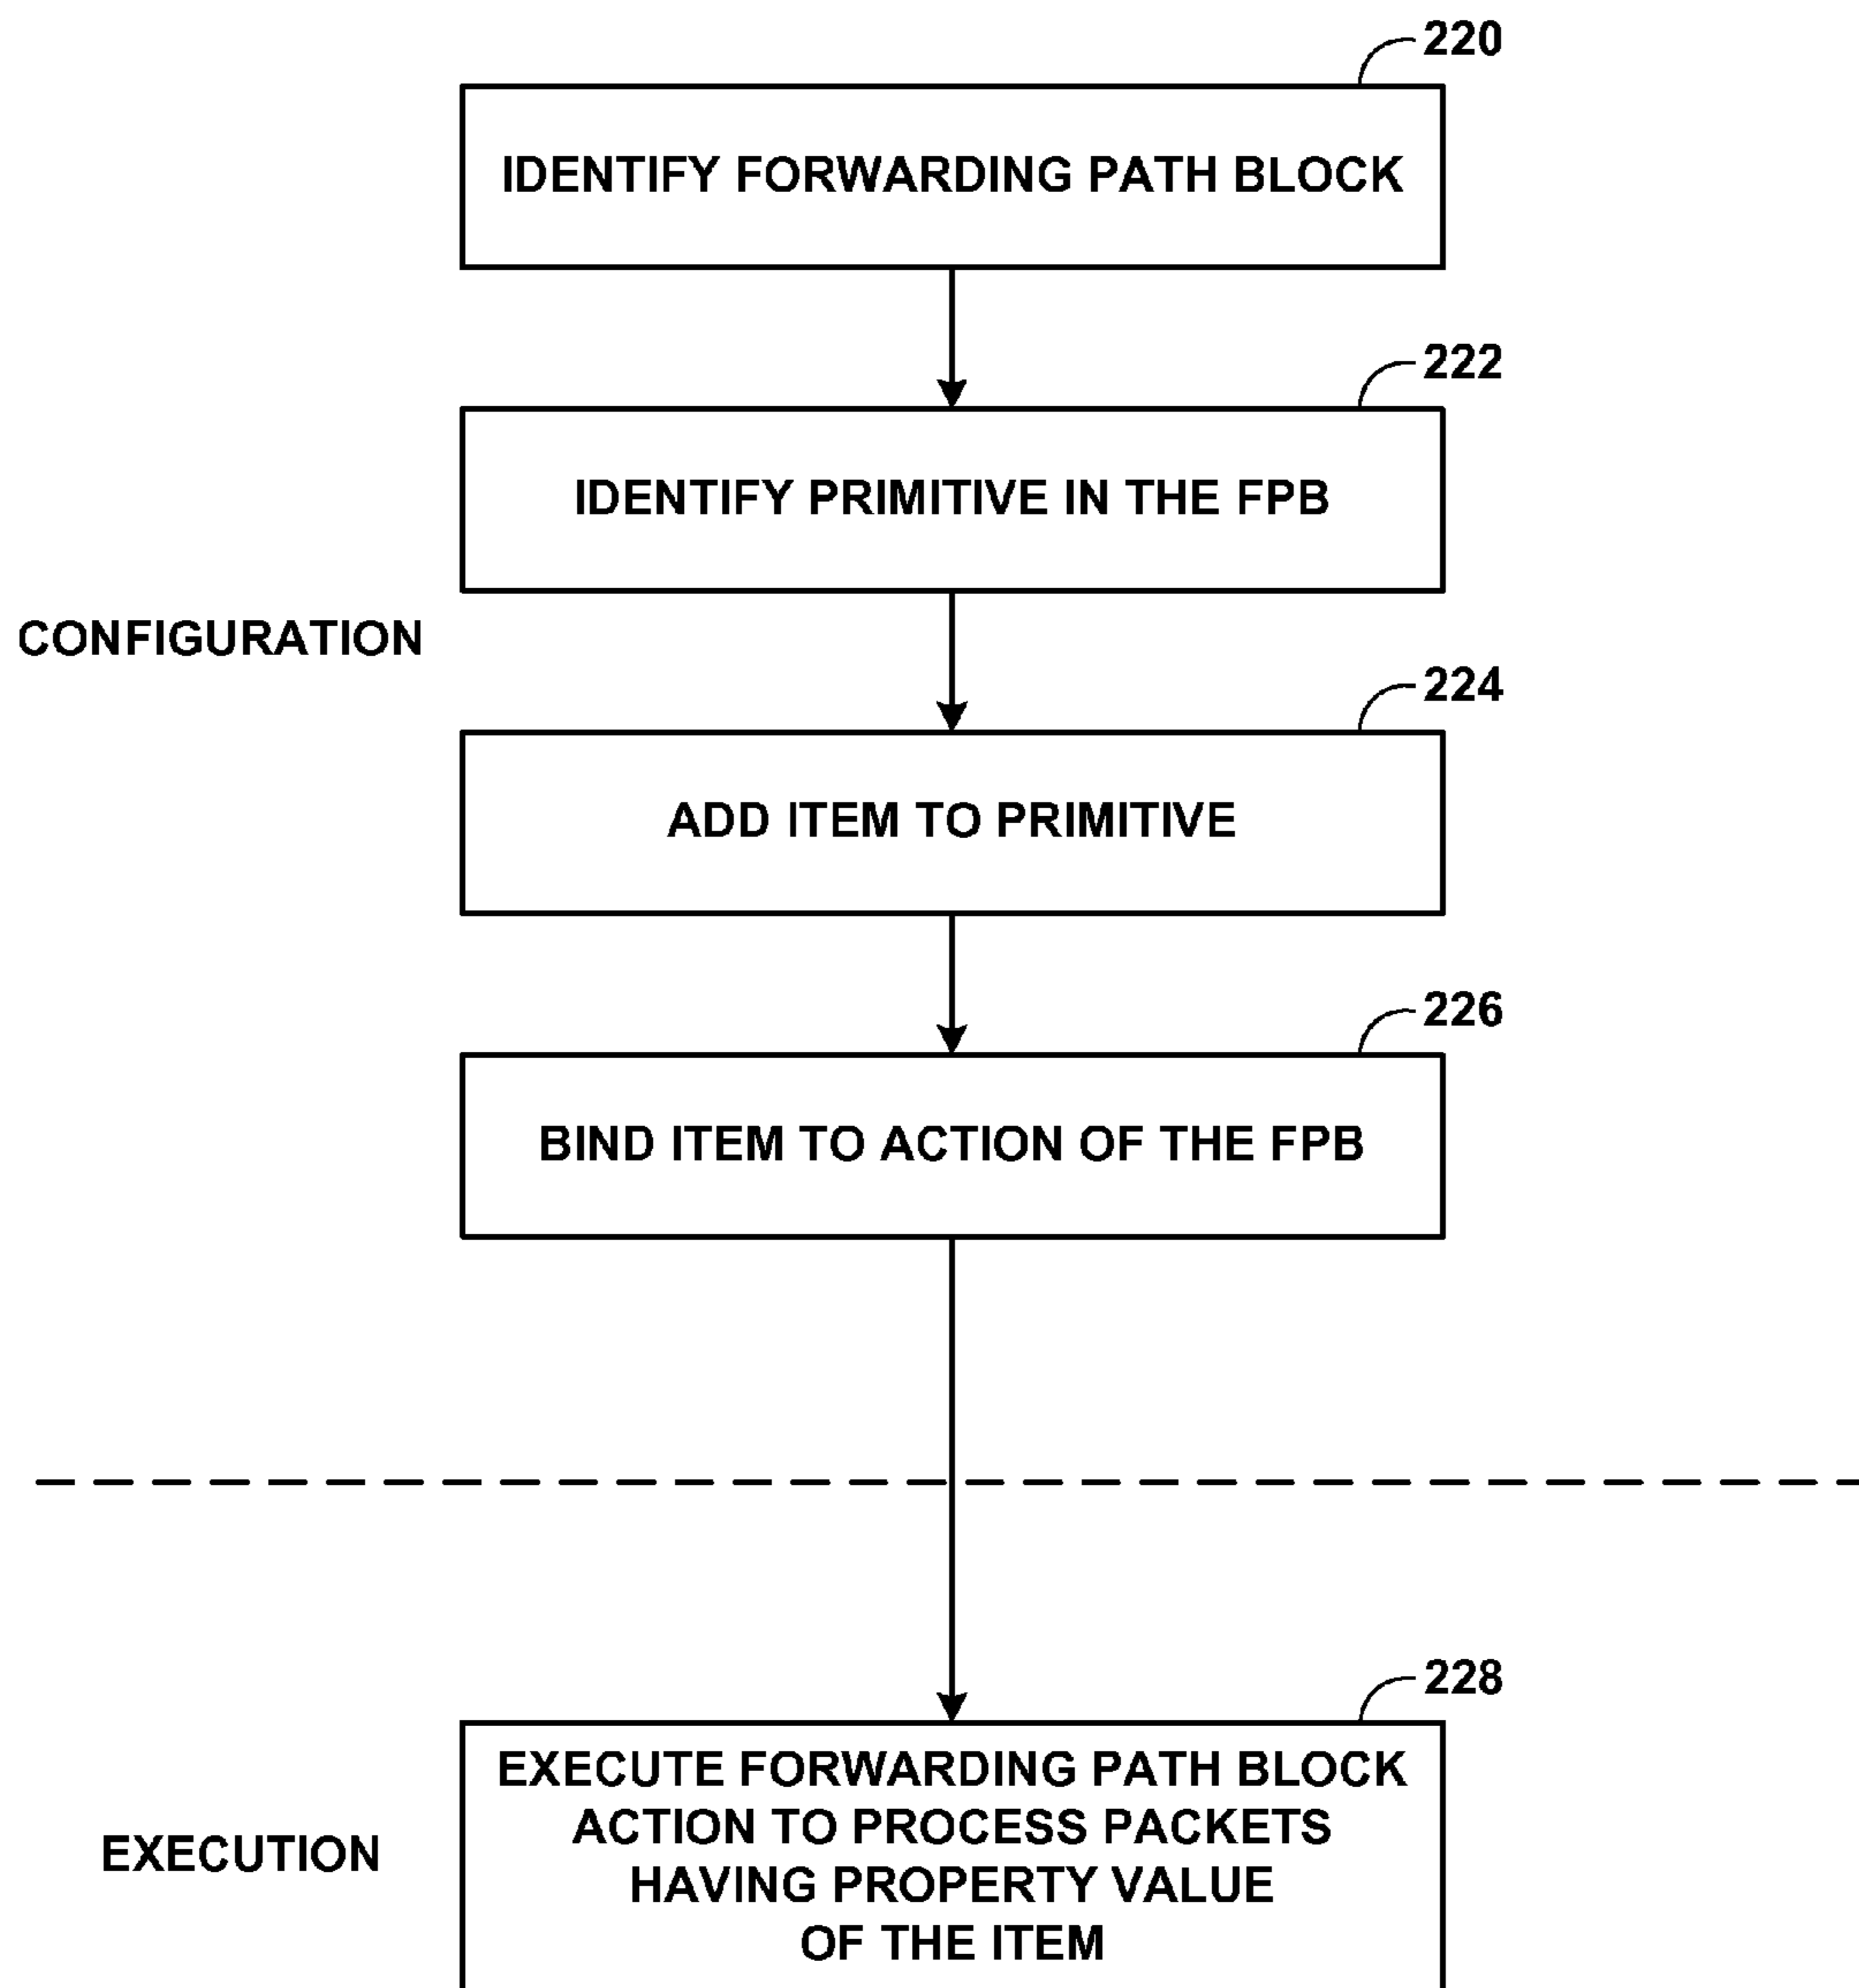 220
IDENTIFY FORWARDING PATH BLOCK
222
IDENTIFY PRIMITIVE IN THE FPB
CONFIGURATION
224
ADD ITEM TO PRIMITIVE
226
BIND ITEM TO ACTION OF THE FPB
228
EXECUTE FORWARDING PATH BLOCK
ACTION TO PROCESS PACKETS
HAVING PROPERTY VALUE
OF THE ITEM
EXECUTION